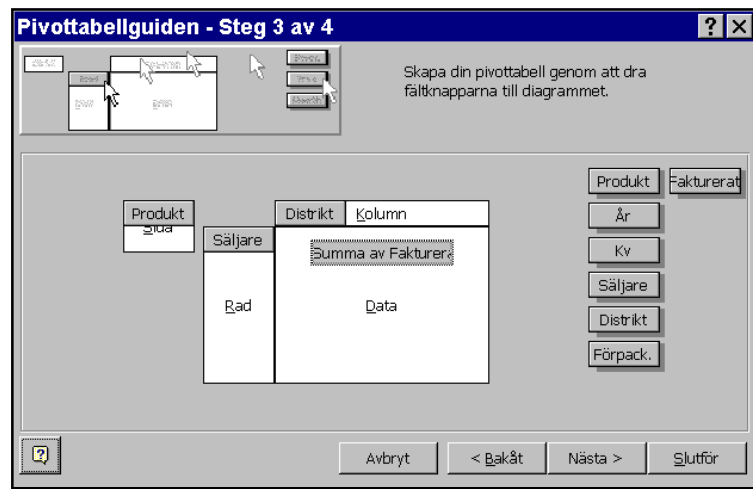 Pivottabellguiden - Steg 3 av 4
Skapa din pivottabell genom att dra
fältknapparna till diagrammet.
Produkt Fakturerat
Produkt Distrikt Kolumn År
Sida
Säljare Summa av Fakturera Kv
Säljare
Rad Data
Distrikt
Förpack.
Avbryt < Bakåt Nästa > Slutför